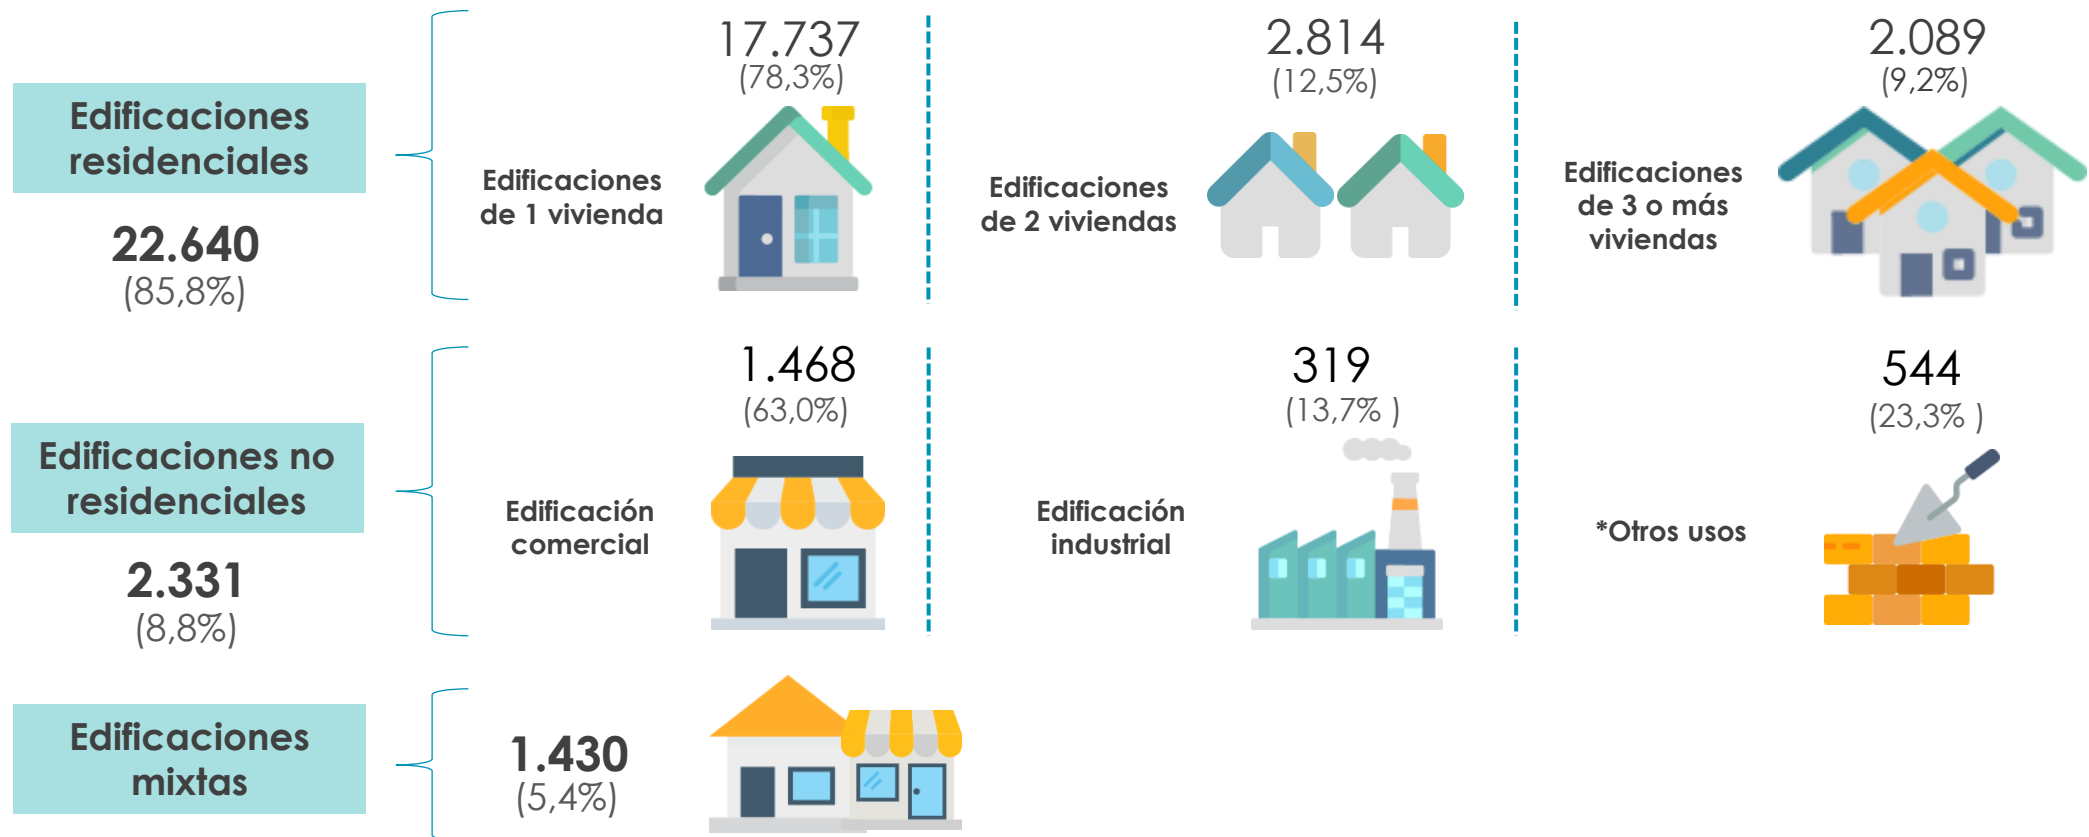 Edificaciones
residenciales
22.640
(85,8%)
17.737
(78,3%)
Edificaciones
de 1 vivienda
2.814
(12,5%)
Edificaciones
de 2 viviendas
2.089
(9,2%)
Edificaciones
de 3 o más
viviendas
Edificaciones no
residenciales
2.331
(8,8%)
1.468
(63,0%)
Edificación
comercial
319
(13,7% )
Edificación
industrial
544
(23,3% )
*Otros usos
Edificaciones
mixtas
1.430
(5,4%)